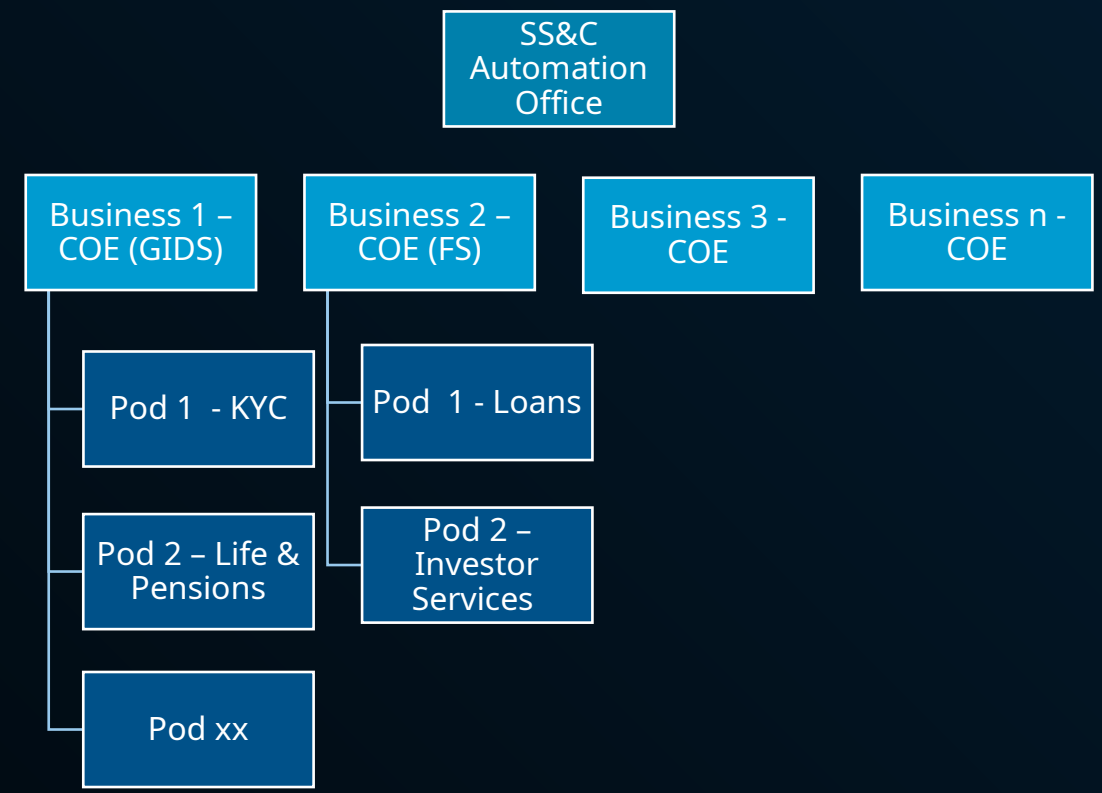 SS&C
Automation
Office
Business 1 –
COE (GIDS)
Business 2 –
COE (FS)
Business 3 -
COE
Business n -
COE
Pod 1  - KYC
Pod 2 – Life &
Pensions
Pod xx
Pod  1 - Loans
Pod 2 –
Investor
Services